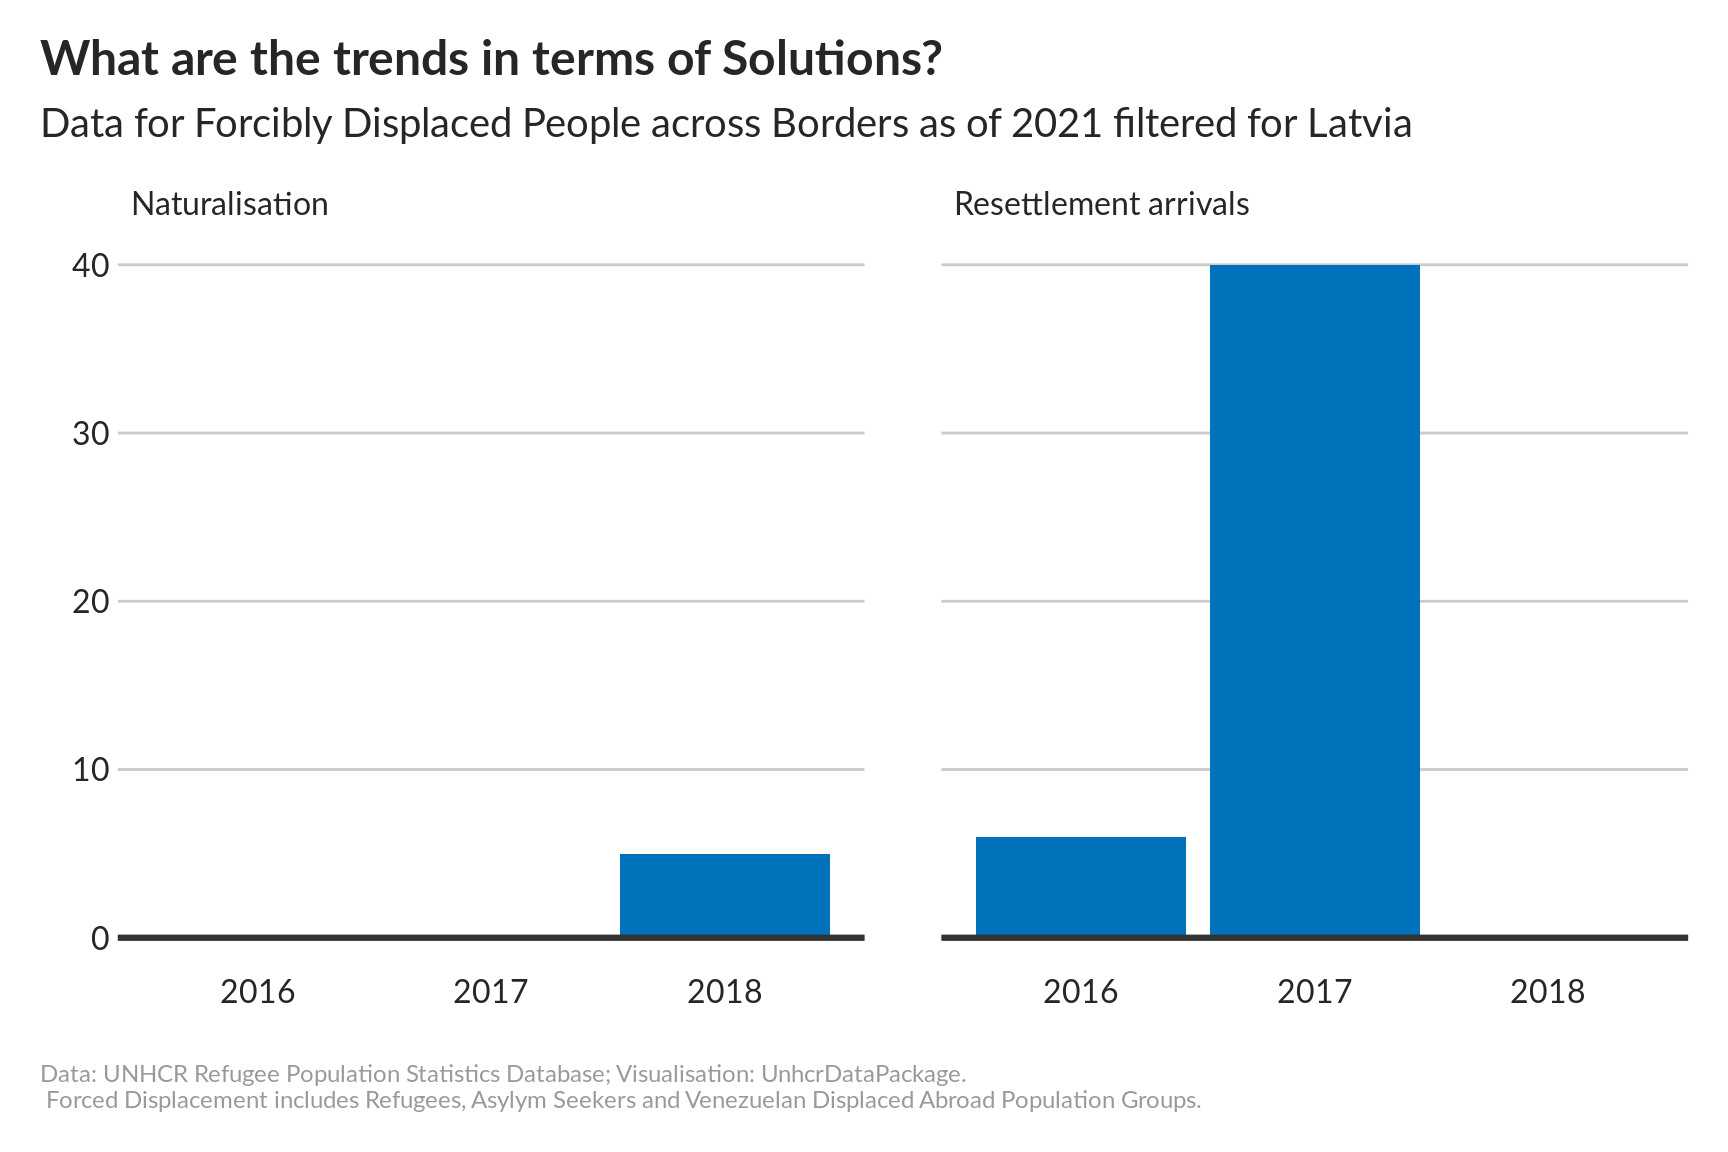 What are the trends in terms of Solutions?
Data for Forcibly Displaced People across Borders as of 2021 filtered for Latvia
Naturalisation
Resettlement arrivals
40
30
20
10
0
2016 2017 2018
2016 2017 2018
Data: UNHCR Refugee Population Statistics Database; Visualisation: UnhcrDataPackage.
Forced Displacement includes Refugees, Asylym Seekers and Venezuelan Displaced Abroad Population Groups.